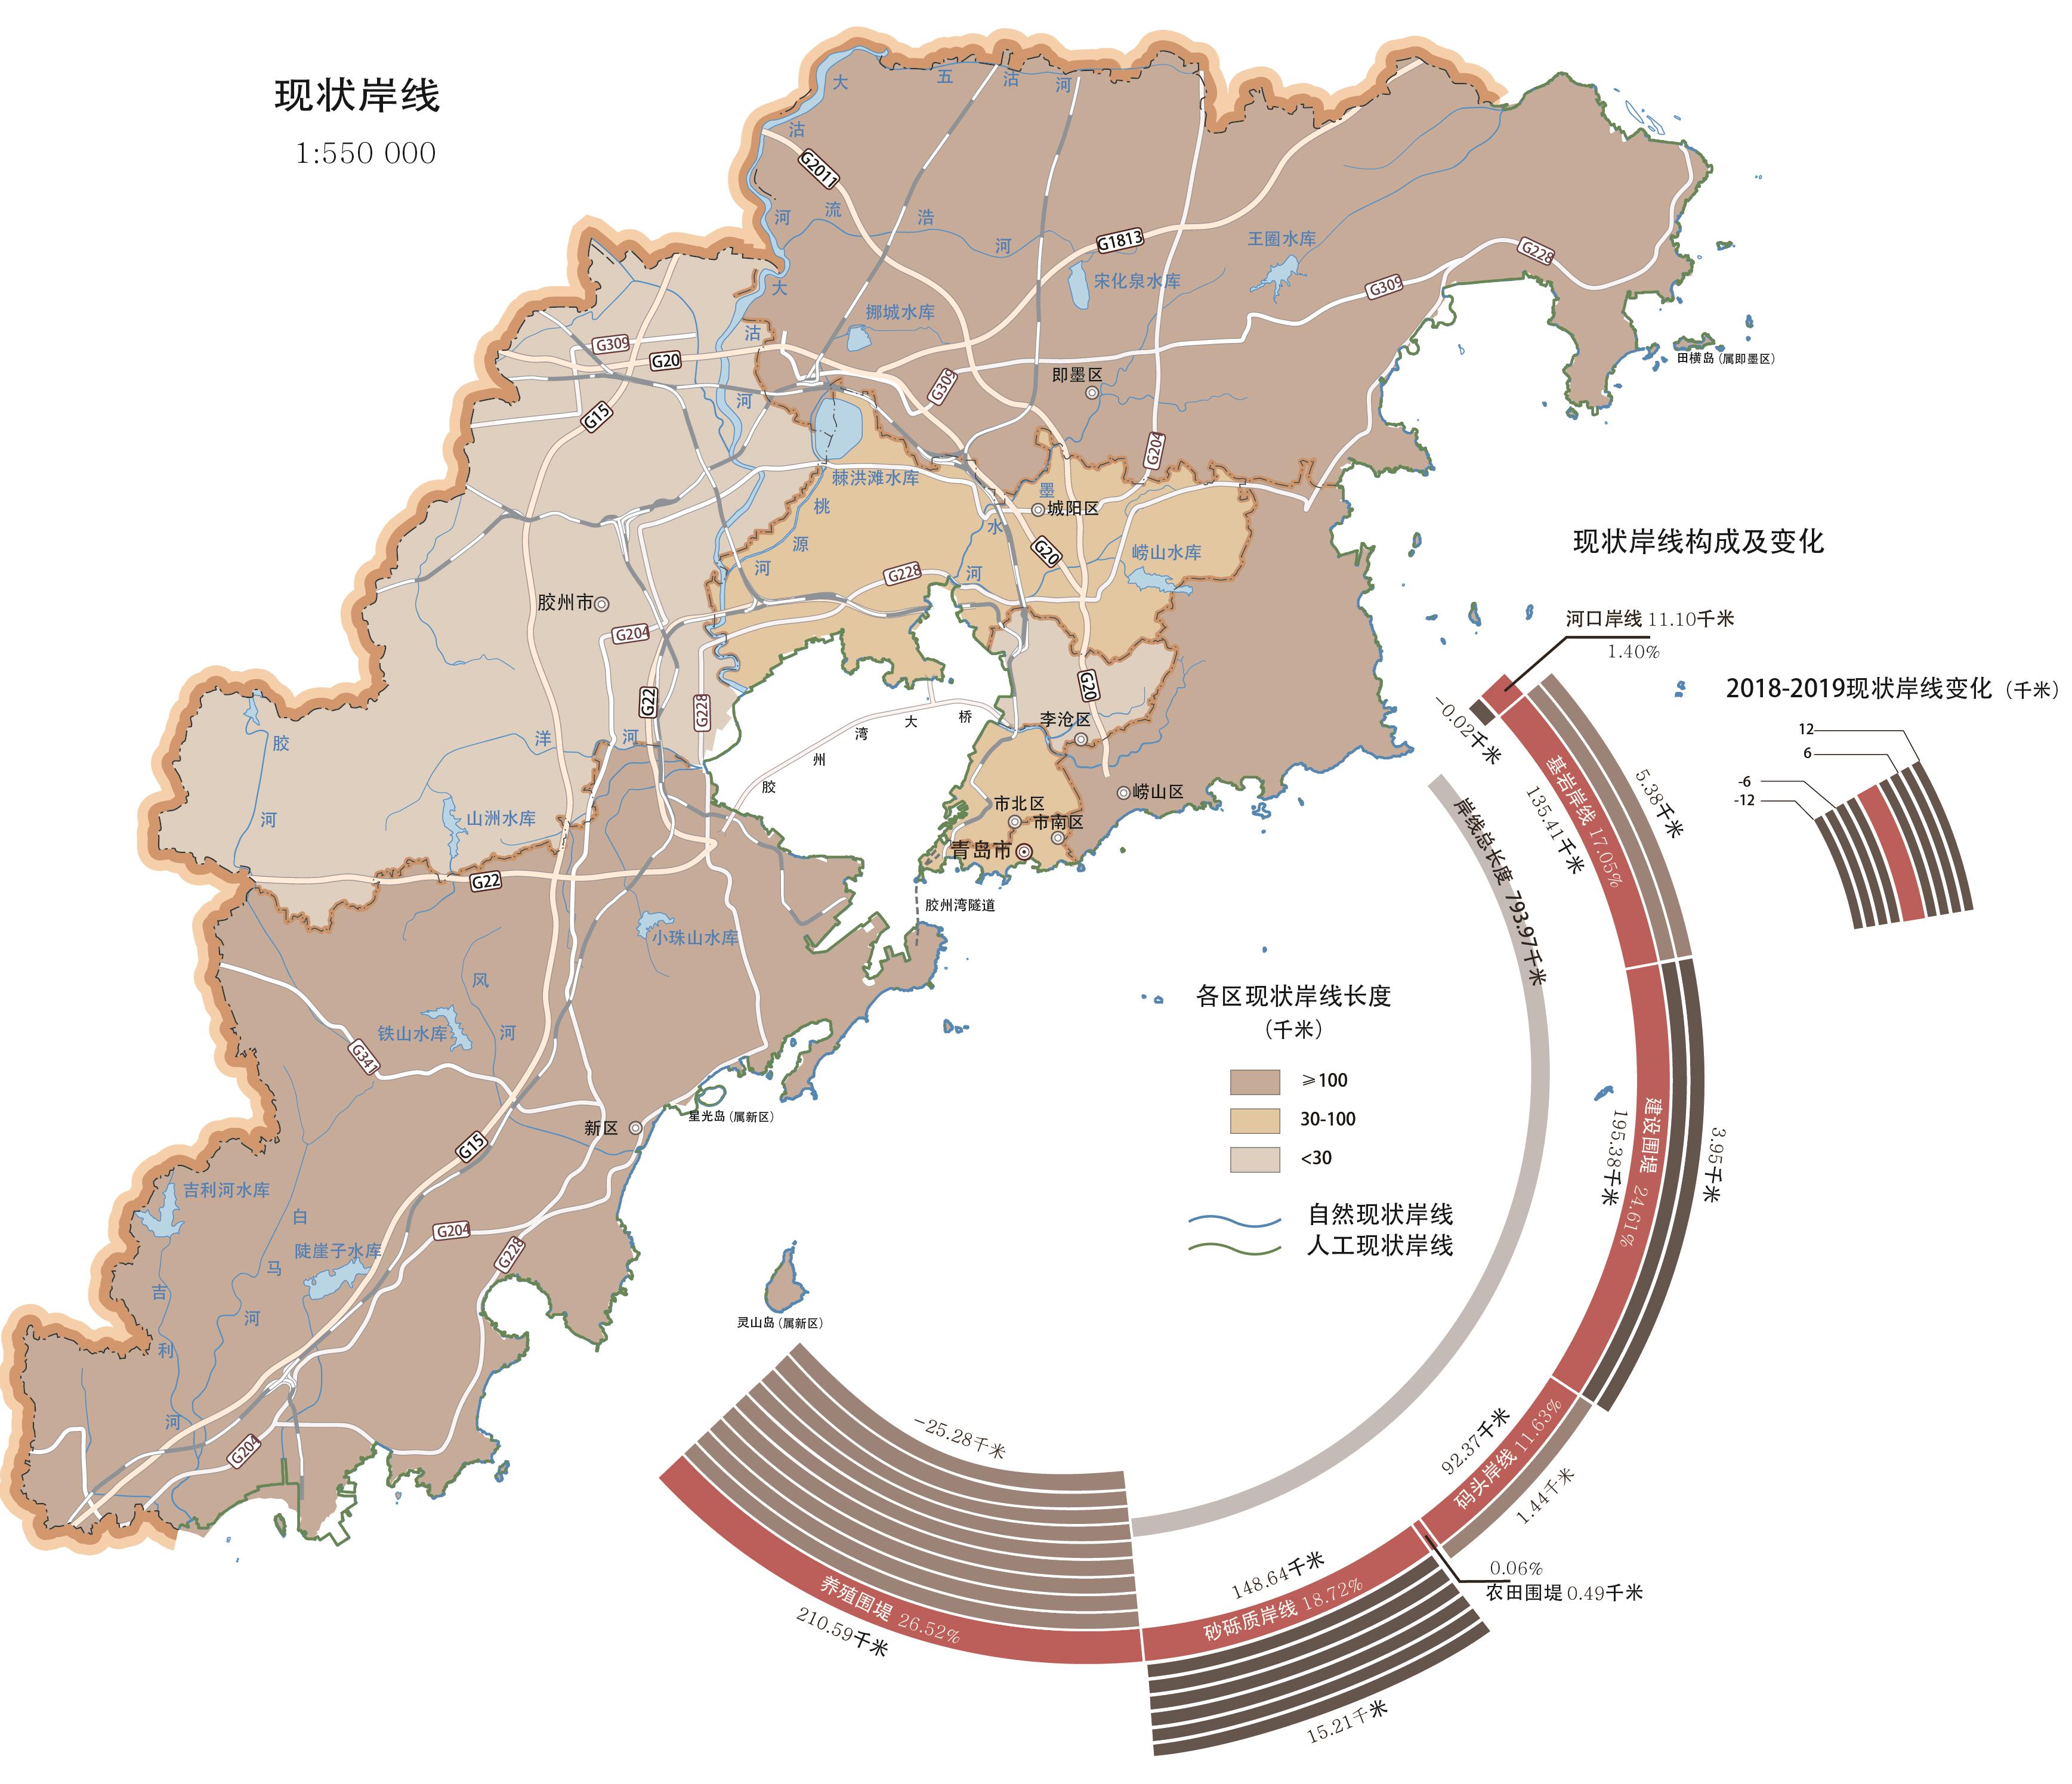 现状岸线
1:550 000
大
五
沽
河
沽
河
流
浩
河
G2011
G1813
王圈水库
宋化泉水库
G228
G309
大
沽
河
挪城水库
G309
G20
G15
G309
即墨区
田横岛（属即墨区）
G204
棘洪滩水库
桃
源
河
墨
水
河
城阳区
G20
崂山水库
G228
胶州市
G204
G22
G228
G20
李沧区
胶
州
湾
大
桥
胶
河
洋
河
山洲水库
市北区
市南区
崂山区
青岛市
G22
胶州湾隧道
小珠山水库
风
河
铁山水库
G341
新区
星光岛（属新区）
G15
吉利河水库
白
马
河
陡崖子水库
G204
G228
吉
利
河
G204
灵山岛（属新区）
各区现状岸线长度
（千米）
≥100
30-100
<30
自然现状岸线
人工现状岸线
现状岸线构成及变化
河口岸线 11.10千米
1.40%
-0.02千米
2018-2019现状岸线变化（千米）
12
6
-6
-12
岸线总长度 793.97千米
基岩岸线 17.05%
135.41千米
5.38千米
建设围堤 24.61%
195.38千米
3.95千米
码头岸线 11.63%
92.37千米
1.44千米
0.06%
农田围堤 0.49千米
砂砾质岸线 18.72%
148.64千米
15.21千米
养殖围堤 26.52%
210.59千米
-25.28千米